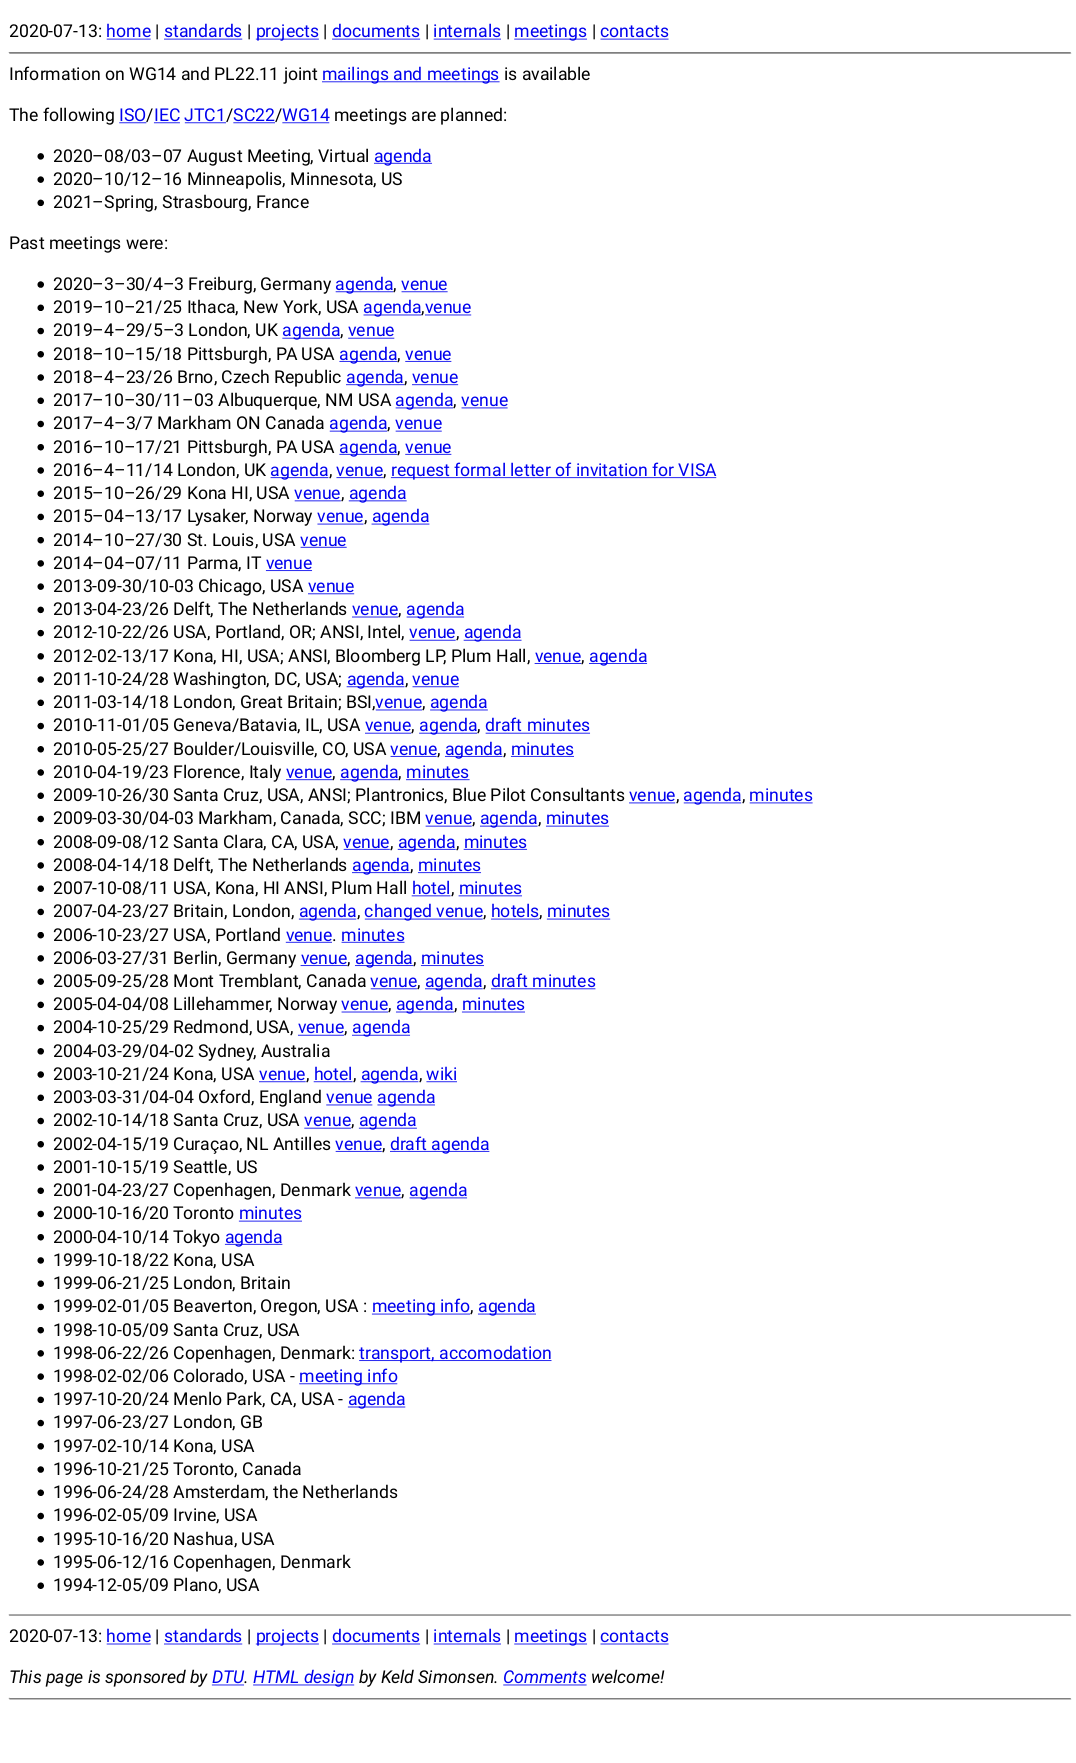 2020-07-13: home | standards | projects | documents | internals | meetings | contacts
Information on WG14 and PL22.11 joint mailings and meetings is available
The following ISO/IEC JTC1/SC22/WG14 meetings are planned:
• 2020–08/03–07 August Meeting, Virtual agenda
• 2020–10/12–16 Minneapolis, Minnesota, US
• 2021–Spring, Strasbourg, France
Past meetings were:
• 2020–3–30/4–3 Freiburg, Germany agenda, venue
• 2019–10–21/25 Ithaca, New York, USA agenda,venue
• 2019–4–29/5–3 London, UK agenda, venue
• 2018–10–15/18 Pittsburgh, PA USA agenda, venue
• 2018–4–23/26 Brno, Czech Republic agenda, venue
• 2017–10–30/11–03 Albuquerque, NM USA agenda, venue
• 2017–4–3/7 Markham ON Canada agenda, venue
• 2016–10–17/21 Pittsburgh, PA USA agenda, venue
• 2016–4–11/14 London, UK agenda, venue, request formal letter of invitation for VISA
• 2015–10–26/29 Kona HI, USA venue, agenda
• 2015–04–13/17 Lysaker, Norway venue, agenda
• 2014–10–27/30 St. Louis, USA venue
• 2014–04–07/11 Parma, IT venue
• 2013-09-30/10-03 Chicago, USA venue
• 2013-04-23/26 Delft, The Netherlands venue, agenda
• 2012-10-22/26 USA, Portland, OR; ANSI, Intel, venue, agenda
• 2012-02-13/17 Kona, HI, USA; ANSI, Bloomberg LP, Plum Hall, venue, agenda
• 2011-10-24/28 Washington, DC, USA; agenda, venue
• 2011-03-14/18 London, Great Britain; BSI,venue, agenda
• 2010-11-01/05 Geneva/Batavia, IL, USA venue, agenda, draft minutes
• 2010-05-25/27 Boulder/Louisville, CO, USA venue, agenda, minutes
• 2010-04-19/23 Florence, Italy venue, agenda, minutes
• 2009-10-26/30 Santa Cruz, USA, ANSI; Plantronics, Blue Pilot Consultants venue, agenda, minutes
• 2009-03-30/04-03 Markham, Canada, SCC; IBM venue, agenda, minutes
• 2008-09-08/12 Santa Clara, CA, USA, venue, agenda, minutes
• 2008-04-14/18 Delft, The Netherlands agenda, minutes
• 2007-10-08/11 USA, Kona, HI ANSI, Plum Hall hotel, minutes
• 2007-04-23/27 Britain, London, agenda, changed venue, hotels, minutes
• 2006-10-23/27 USA, Portland venue. minutes
• 2006-03-27/31 Berlin, Germany venue, agenda, minutes
• 2005-09-25/28 Mont Tremblant, Canada venue, agenda, draft minutes
• 2005-04-04/08 Lillehammer, Norway venue, agenda, minutes
• 2004-10-25/29 Redmond, USA, venue, agenda
• 2004-03-29/04-02 Sydney, Australia
• 2003-10-21/24 Kona, USA venue, hotel, agenda, wiki
• 2003-03-31/04-04 Oxford, England venue agenda
• 2002-10-14/18 Santa Cruz, USA venue, agenda
• 2002-04-15/19 Curaçao, NL Antilles venue, draft agenda
• 2001-10-15/19 Seattle, US
• 2001-04-23/27 Copenhagen, Denmark venue, agenda
• 2000-10-16/20 Toronto minutes
• 2000-04-10/14 Tokyo agenda
• 1999-10-18/22 Kona, USA
• 1999-06-21/25 London, Britain
• 1999-02-01/05 Beaverton, Oregon, USA : meeting info, agenda
• 1998-10-05/09 Santa Cruz, USA
• 1998-06-22/26 Copenhagen, Denmark: transport, accomodation
• 1998-02-02/06 Colorado, USA - meeting info
• 1997-10-20/24 Menlo Park, CA, USA - agenda
• 1997-06-23/27 London, GB
• 1997-02-10/14 Kona, USA
• 1996-10-21/25 Toronto, Canada
• 1996-06-24/28 Amsterdam, the Netherlands
• 1996-02-05/09 Irvine, USA
• 1995-10-16/20 Nashua, USA
• 1995-06-12/16 Copenhagen, Denmark
• 1994-12-05/09 Plano, USA
2020-07-13: home | standards | projects | documents | internals | meetings | contacts
This page is sponsored by DTU. HTML design by Keld Simonsen. Comments welcome!